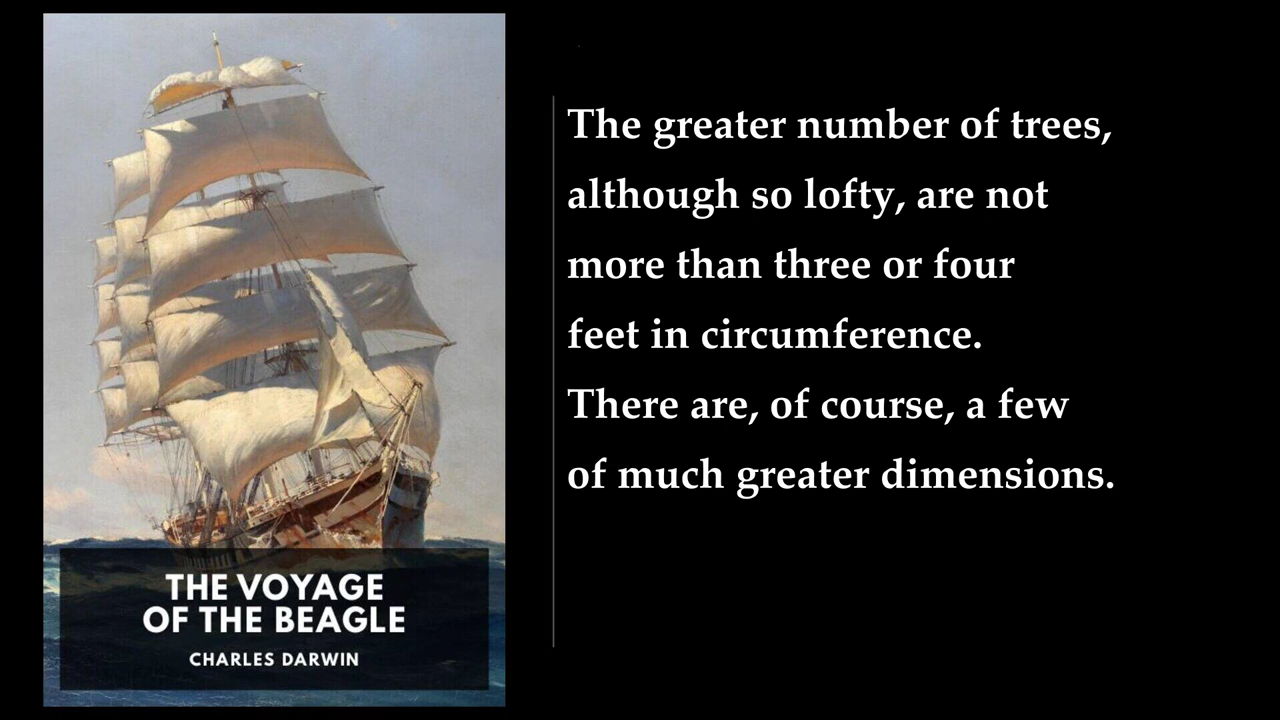 THE VOYAGE
OF THE BEAGLE
CHARLES DARWIN
The greater number of trees,
although so lofty, are not
more than three or four
feet in circumference.
There are, of course, a few
of much greater dimensions.